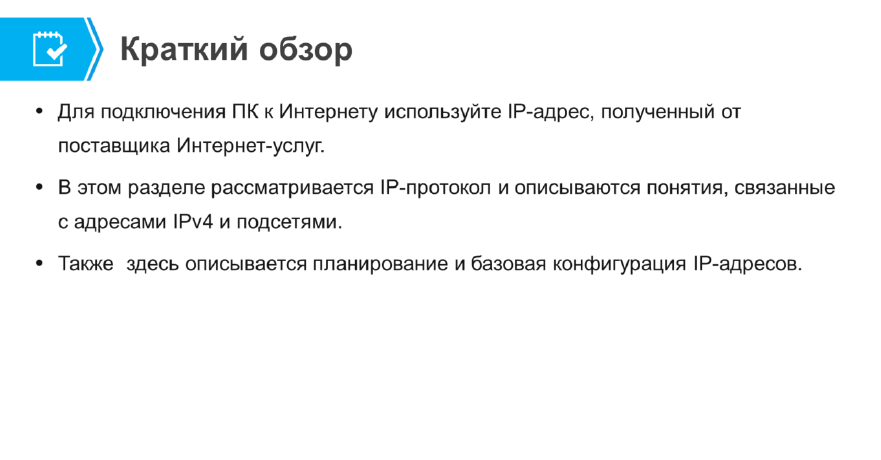 Краткий обзор
• Для подключения ПК к Интернету используйте IP-адрес, полученный от
поставщика Интернет-услуг.
• В этом разделе рассматривается IP-протокол и описываются понятия, связанные
с адресами IPv4 и подсетями.
• Также  здесь описывается планирование и базовая конфигурация IP-адресов.